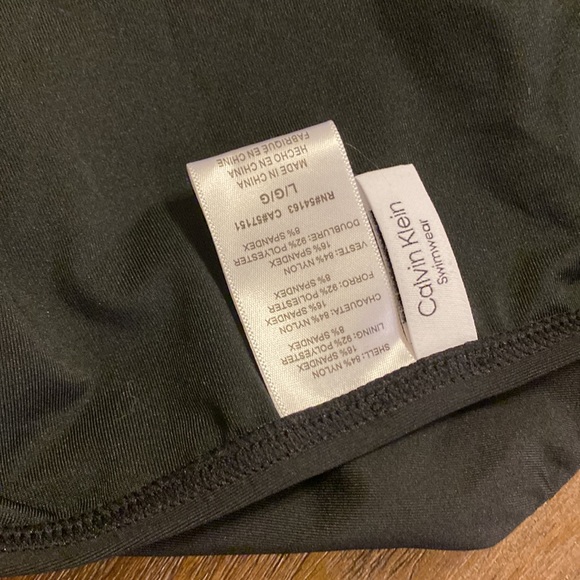 SHELL: 84% NYLON
16% SPANDEX
LINING: 92% POLYESTER
8% SPANDEX
CHAQUETA: 84% NYLON
16% SPANDEX
FORRO: 92% POLIESTER
8% SPANDEX
VESTE: 84% NYLON
16% SPANDEX
DOUBLURE: 92% POLYESTER
8% SPANDEX
RN#54163 CA#57151
L/G/G
MADE IN CHINA
HECHO EN CHINA
FABRIQUÉ EN CHINE
Calvin Klein
Swimwear